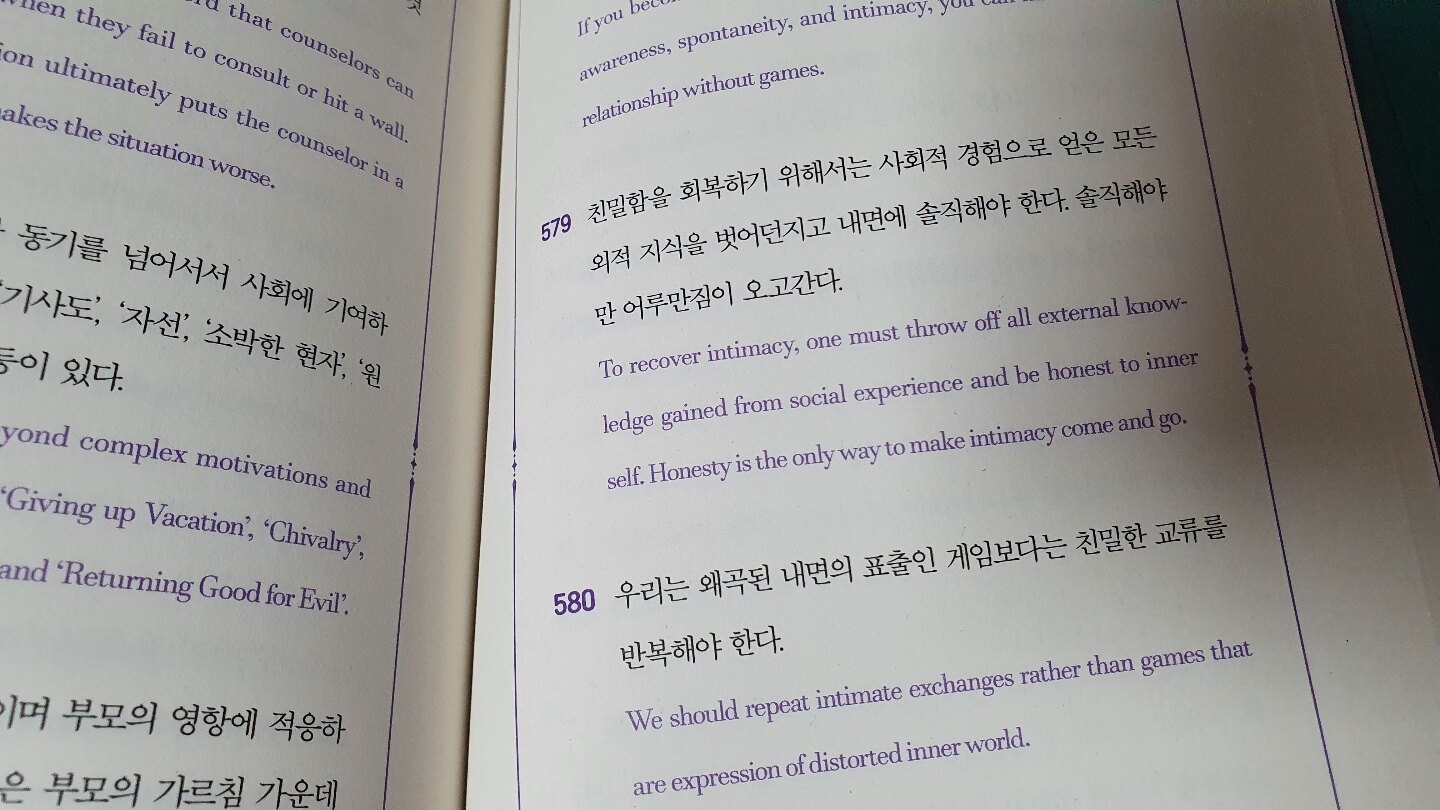 that counselors can
when they fail to consult or hit a wall.
ultimately puts the counselor in a
makes the situation worse.
동기를 넘어서서 사회에 기여하
‘기사도’, ‘자선’, ‘소박한 현자’, ‘원
등이 있다.
complex motivations and
‘Giving up Vacation’, ‘Chivalry’,
and ‘Returning Good for Evil’.
부모의 영항에 적응하
부모의 가르침 가운데
If you
awareness, spontaneity, and intimacy, you can
relationship without games.
579 친밀함을 회복하기 위해서는 사회적 경험으로 얻은 모든
외적 지식을 벗어던지고 내면에 솔직해야 한다. 솔직해야
만 어루만짐이 오고간다.
To recover intimacy, one must throw off all external know-
ledge gained from social experience and be honest to inner
self. Honesty is the only way to make intimacy come and go.
580 우리는 왜곡된 내면의 표출인 게임보다는 친밀한 교류를
반복해야 한다.
We should repeat intimate exchanges rather than games that
are expression of distorted inner world.